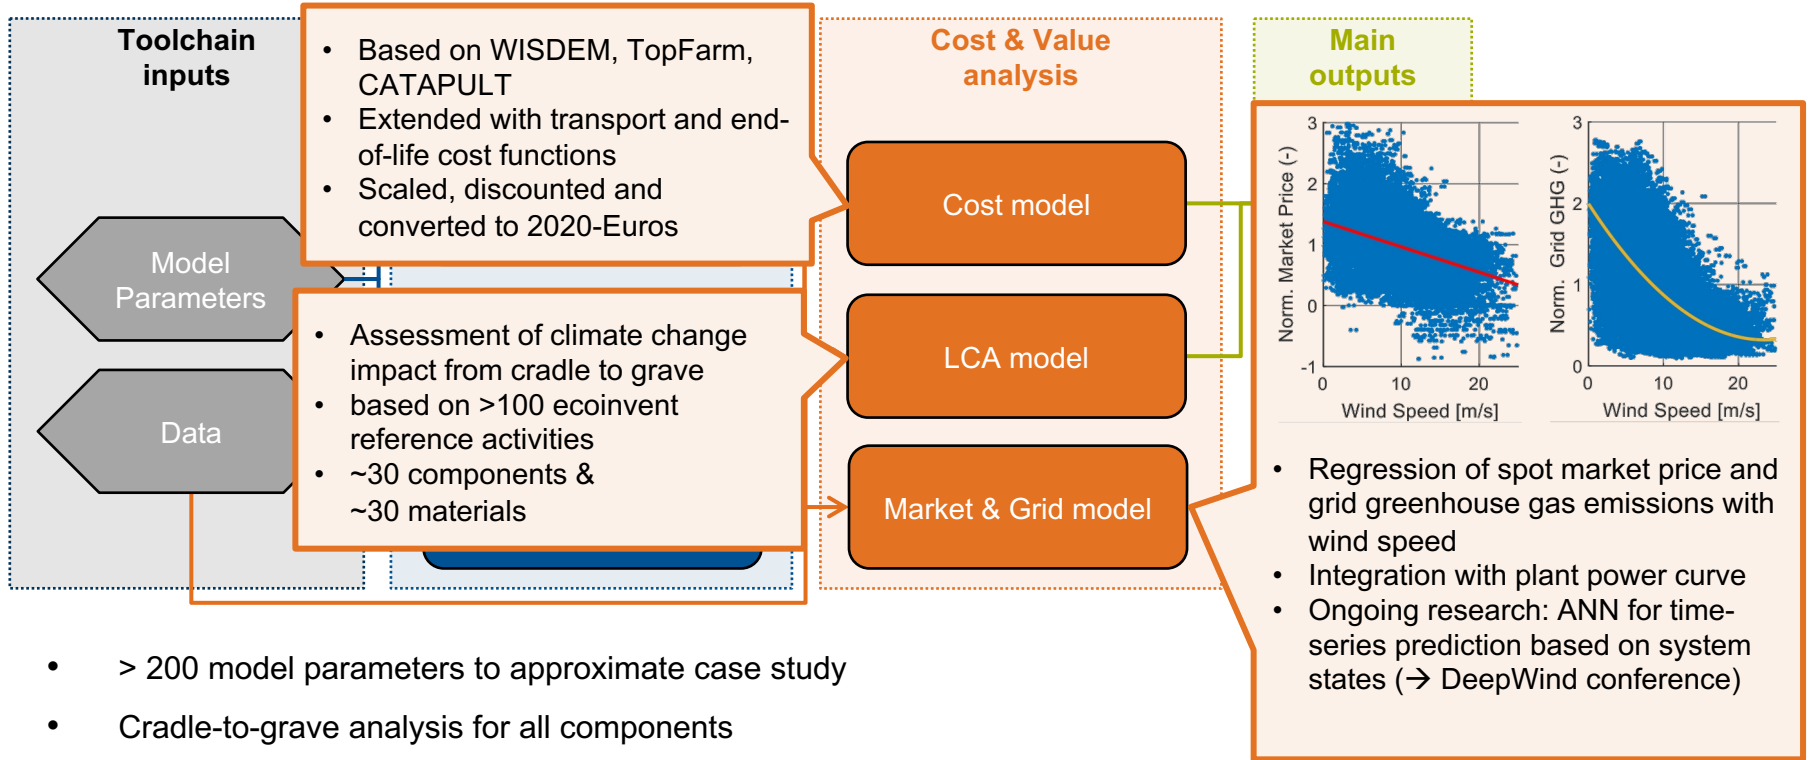 Toolchain
inputs
Model
Parameters
Data
• Based on WISDEM, TopFarm,
CATAPULT
• Extended with transport and end-
of-life cost functions
• Scaled, discounted and
converted to 2020-Euros
• Assessment of climate change
impact from cradle to grave
• based on >100 ecoinvent
reference activities
• ~30 components &
~30 materials
Cost & Value
analysis
Cost model
LCA model
Market & Grid model
Main
outputs
Norm. Market Price (-)
3
2
1
0
-1
0 10 20
Wind Speed [m/s]
Norm. Grid GHG (-)
3
2
1
0
0 10 20
Wind Speed [m/s]
• Regression of spot market price and
grid greenhouse gas emissions with
wind speed
• Integration with plant power curve
• Ongoing research: ANN for time-
series prediction based on system
states (→ DeepWind conference)
• > 200 model parameters to approximate case study
• Cradle-to-grave analysis for all components